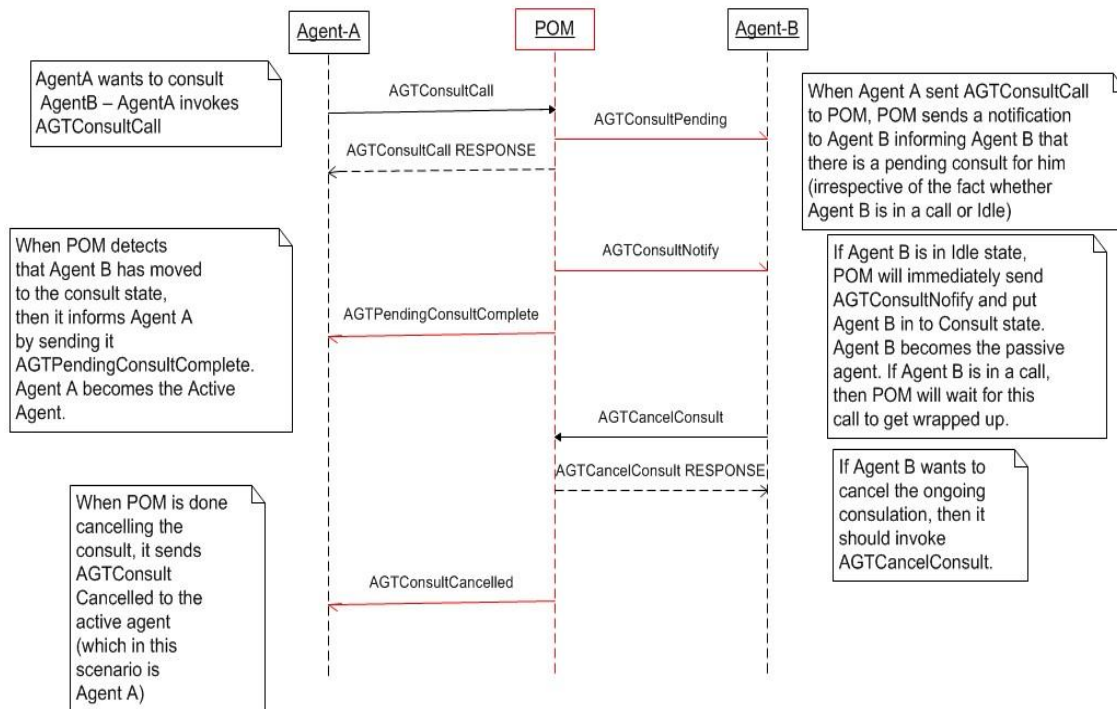 Agent-A
POM
Agent-B
AgentA wants to consult
AgentB – AgentA invokes
AGTConsultCall
AGTConsultCall
AGTConsultPending
AGTConsultCall RESPONSE
When Agent A sent AGTConsultCall
to POM, POM sends a notification
to Agent B informing Agent B that
there is a pending consult for him
(irrespective of the fact whether
Agent B is in a call or Idle)
When POM detects
that Agent B has moved
to the consult state,
then it informs Agent A
by sending it
AGTPendingConsultComplete.
Agent A becomes the Active
Agent.
AGTConsultNotify
AGTPendingConsultComplete
If Agent B is in Idle state,
POM will immediately send
AGTConsultNofify and put
Agent B in to Consult state.
Agent B becomes the passive
agent. If Agent B is in a call,
then POM will wait for this
call to get wrapped up.
AGTCancelConsult
AGTCancelConsult RESPONSE
If Agent B wants to
cancel the ongoing
consulation, then it
should invoke
AGTCancelConsult.
When POM is done
cancelling the
consult, it sends
AGTConsult
Cancelled to the
active agent
(which in this
scenario is
Agent A)
AGTConsultCancelled